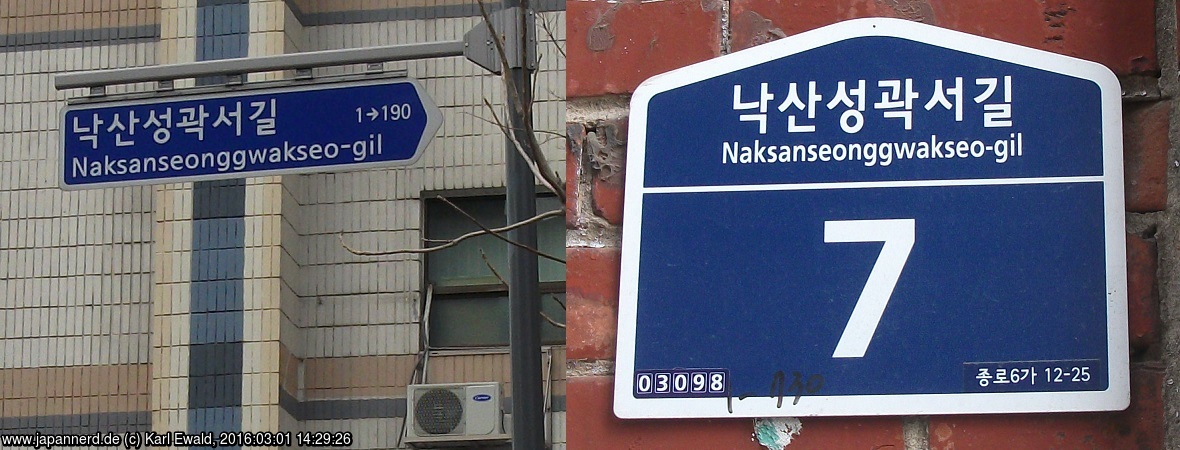 낙산성곽서길 1→190
Naksanseonggwakseo-gil
낙산성곽서길
Naksanseonggwakseo-gil
7
03098
종로6가 12-25
www.japannerd.de (c) Karl Ewald, 2016:03:01 14:29:26